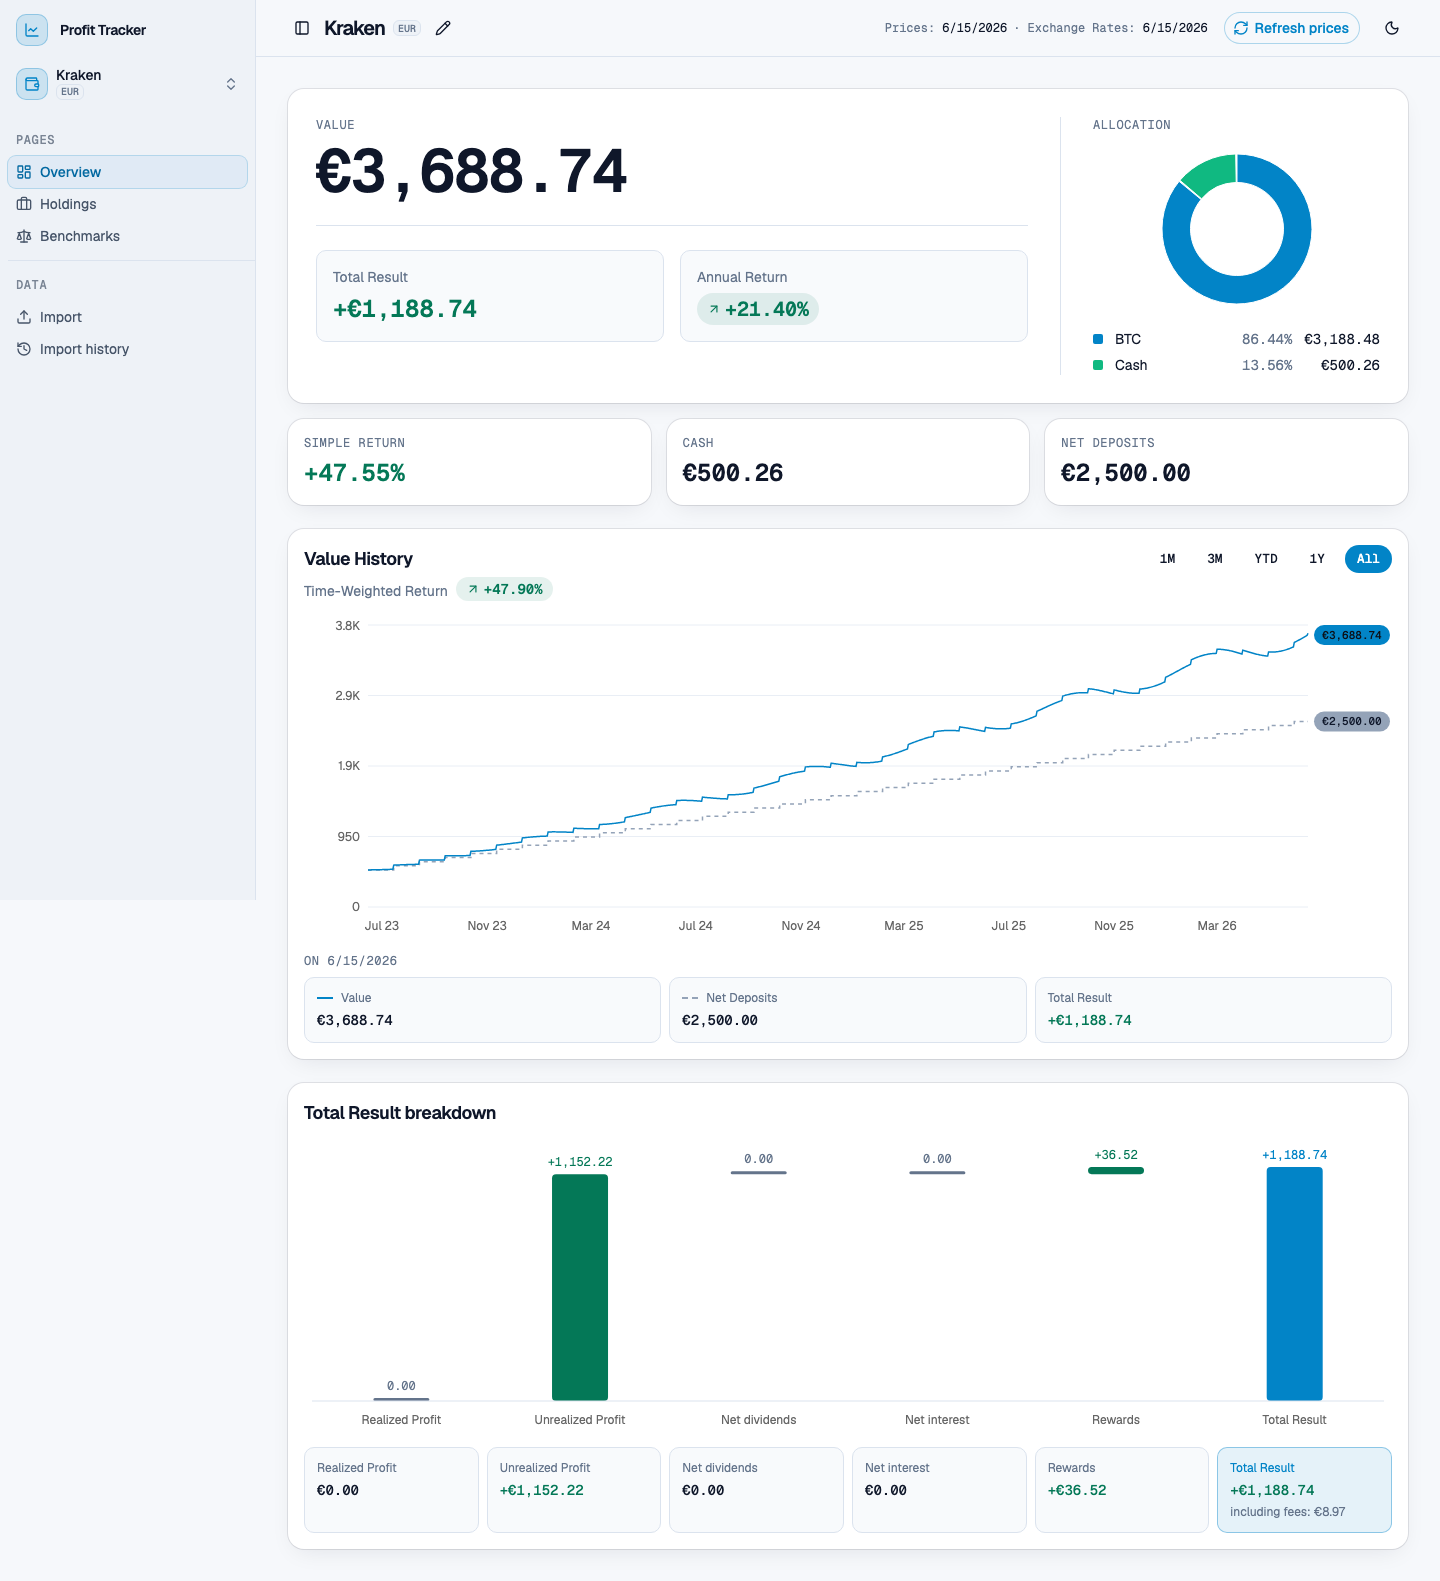 Profit Tracker
Kraken
EUR
PAGES
Overview
Holdings
Benchmarks
DATA
Import
Import history
Kraken EUR
Prices: 6/15/2026 · Exchange Rates: 6/15/2026
Refresh prices
VALUE
€3,688.74
Total Result
+€1,188.74
Annual Return
+21.40%
ALLOCATION
BTC 86.44% €3,188.48
Cash 13.56% €500.26
SIMPLE RETURN
+47.55%
CASH
€500.26
NET DEPOSITS
€2,500.00
Value History
1M 3M YTD 1Y All
Time-Weighted Return +47.90%
3.8K
€3,688.74
2.9K
€2,500.00
1.9K
950
0
Jul 23 Nov 23 Mar 24 Jul 24 Nov 24 Mar 25 Jul 25 Nov 25 Mar 26
ON 6/15/2026
Value
€3,688.74
Net Deposits
€2,500.00
Total Result
+€1,188.74
Total Result breakdown
0.00 +1,152.22 0.00 0.00 +36.52 +1,188.74
Realized Profit Unrealized Profit Net dividends Net interest Rewards Total Result
Realized Profit
€0.00
Unrealized Profit
+€1,152.22
Net dividends
€0.00
Net interest
€0.00
Rewards
+€36.52
Total Result
+€1,188.74
including fees: €8.97